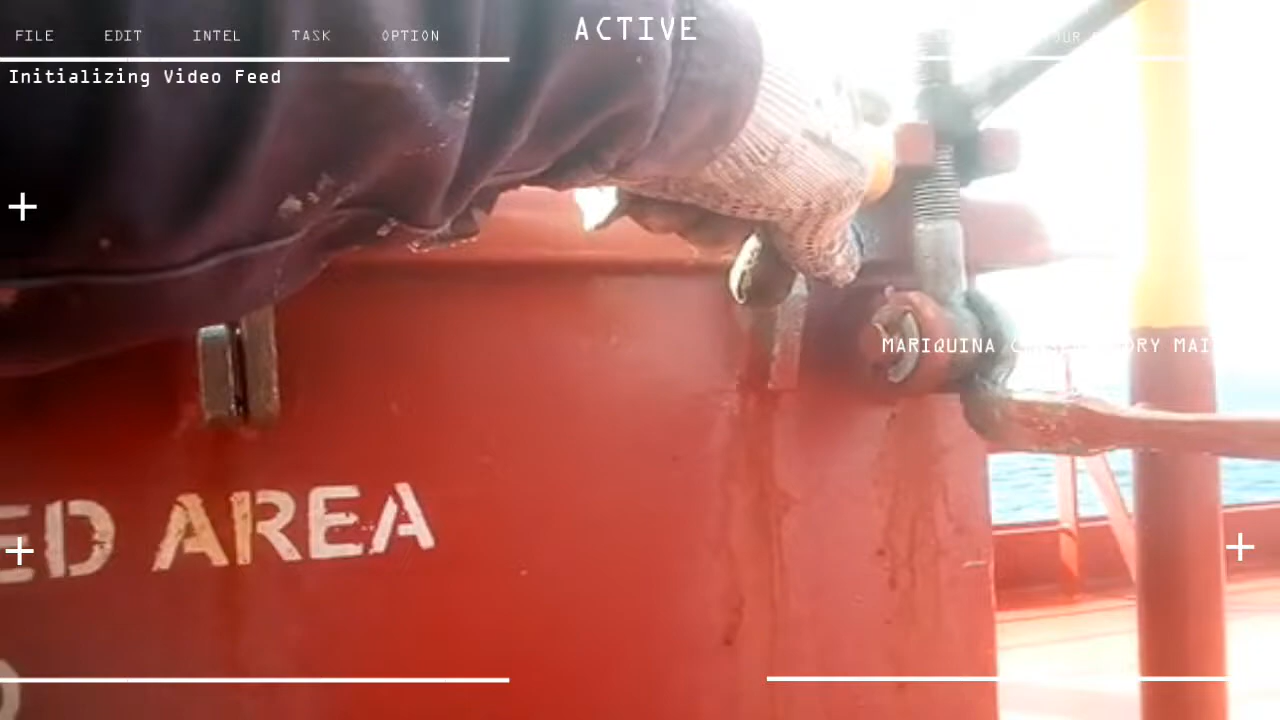 FILE EDIT INTEL TASK OPTION
ACTIVE
Initializing Video Feed
MARIQUINA
ED AREA